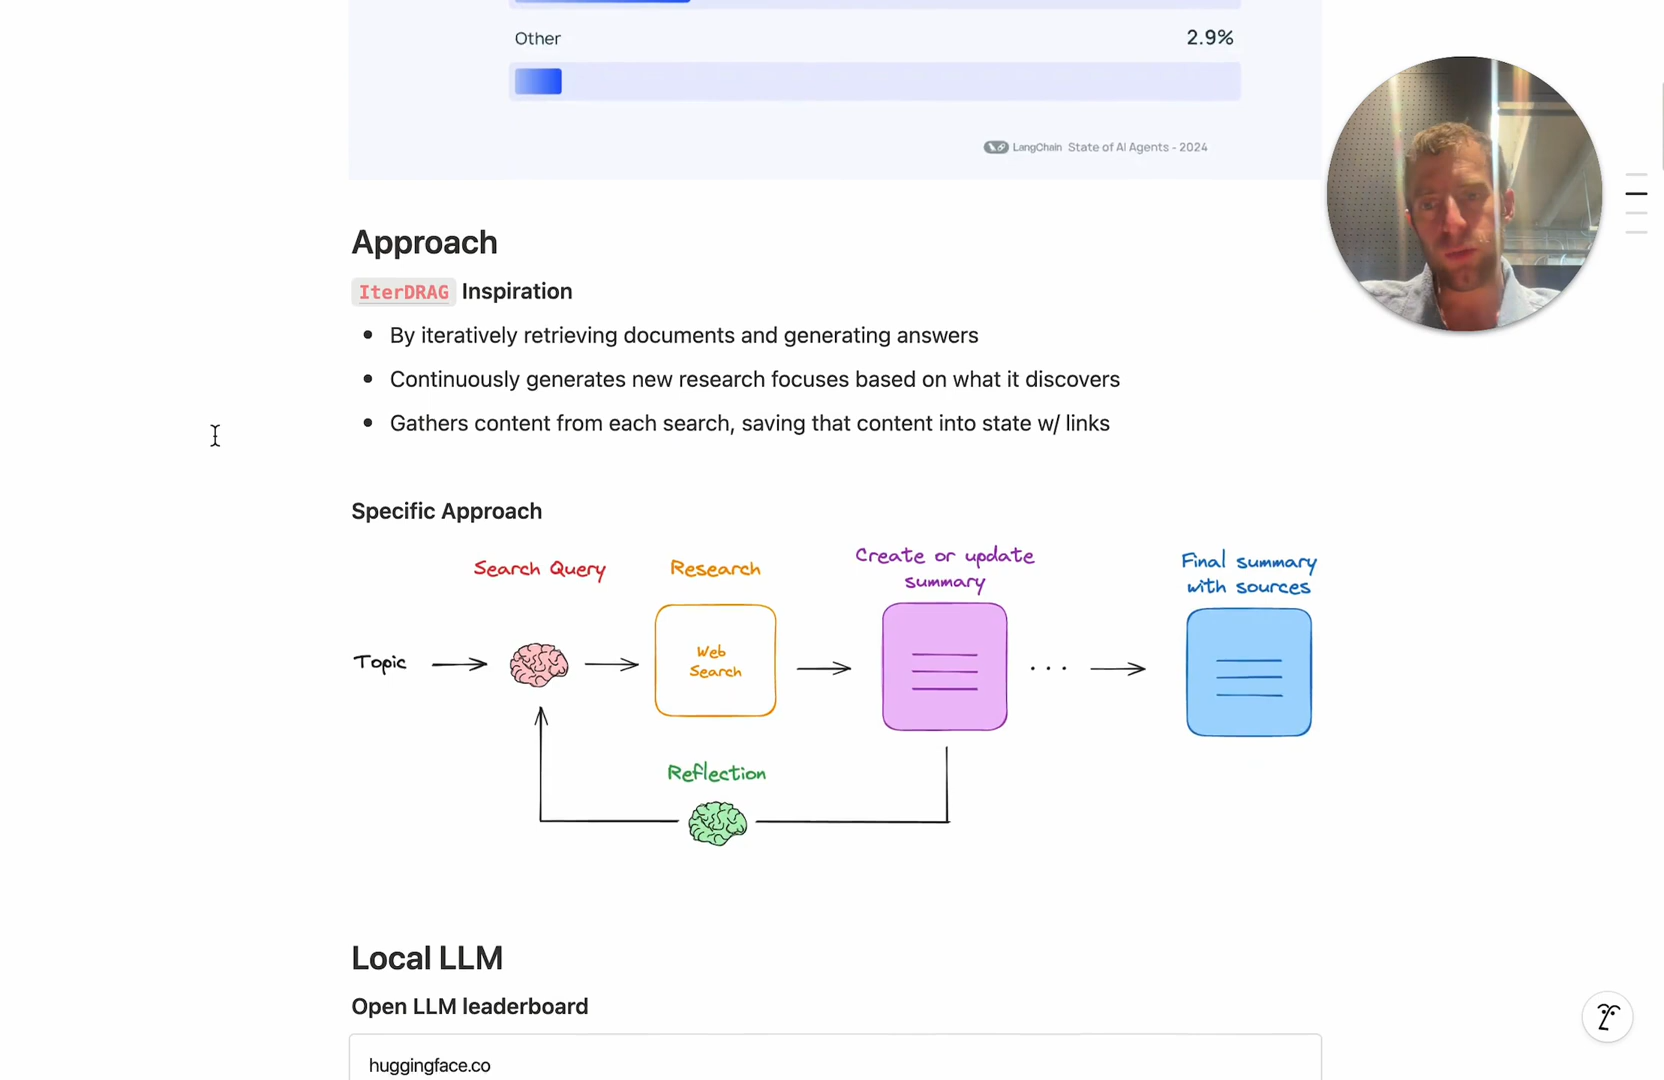 Other
2.9%
LangChain State of AI Agents - 2024
Approach
IterDRAG Inspiration
By iteratively retrieving documents and generating answers
Continuously generates new research focuses based on what it discovers
Gathers content from each search, saving that content into state w/ links
Specific Approach
Search Query
Research
Create or update
summary
Final summary
with sources
Topic
Web
Search
...
Reflection
Local LLM
Open LLM leaderboard
huggingface.co